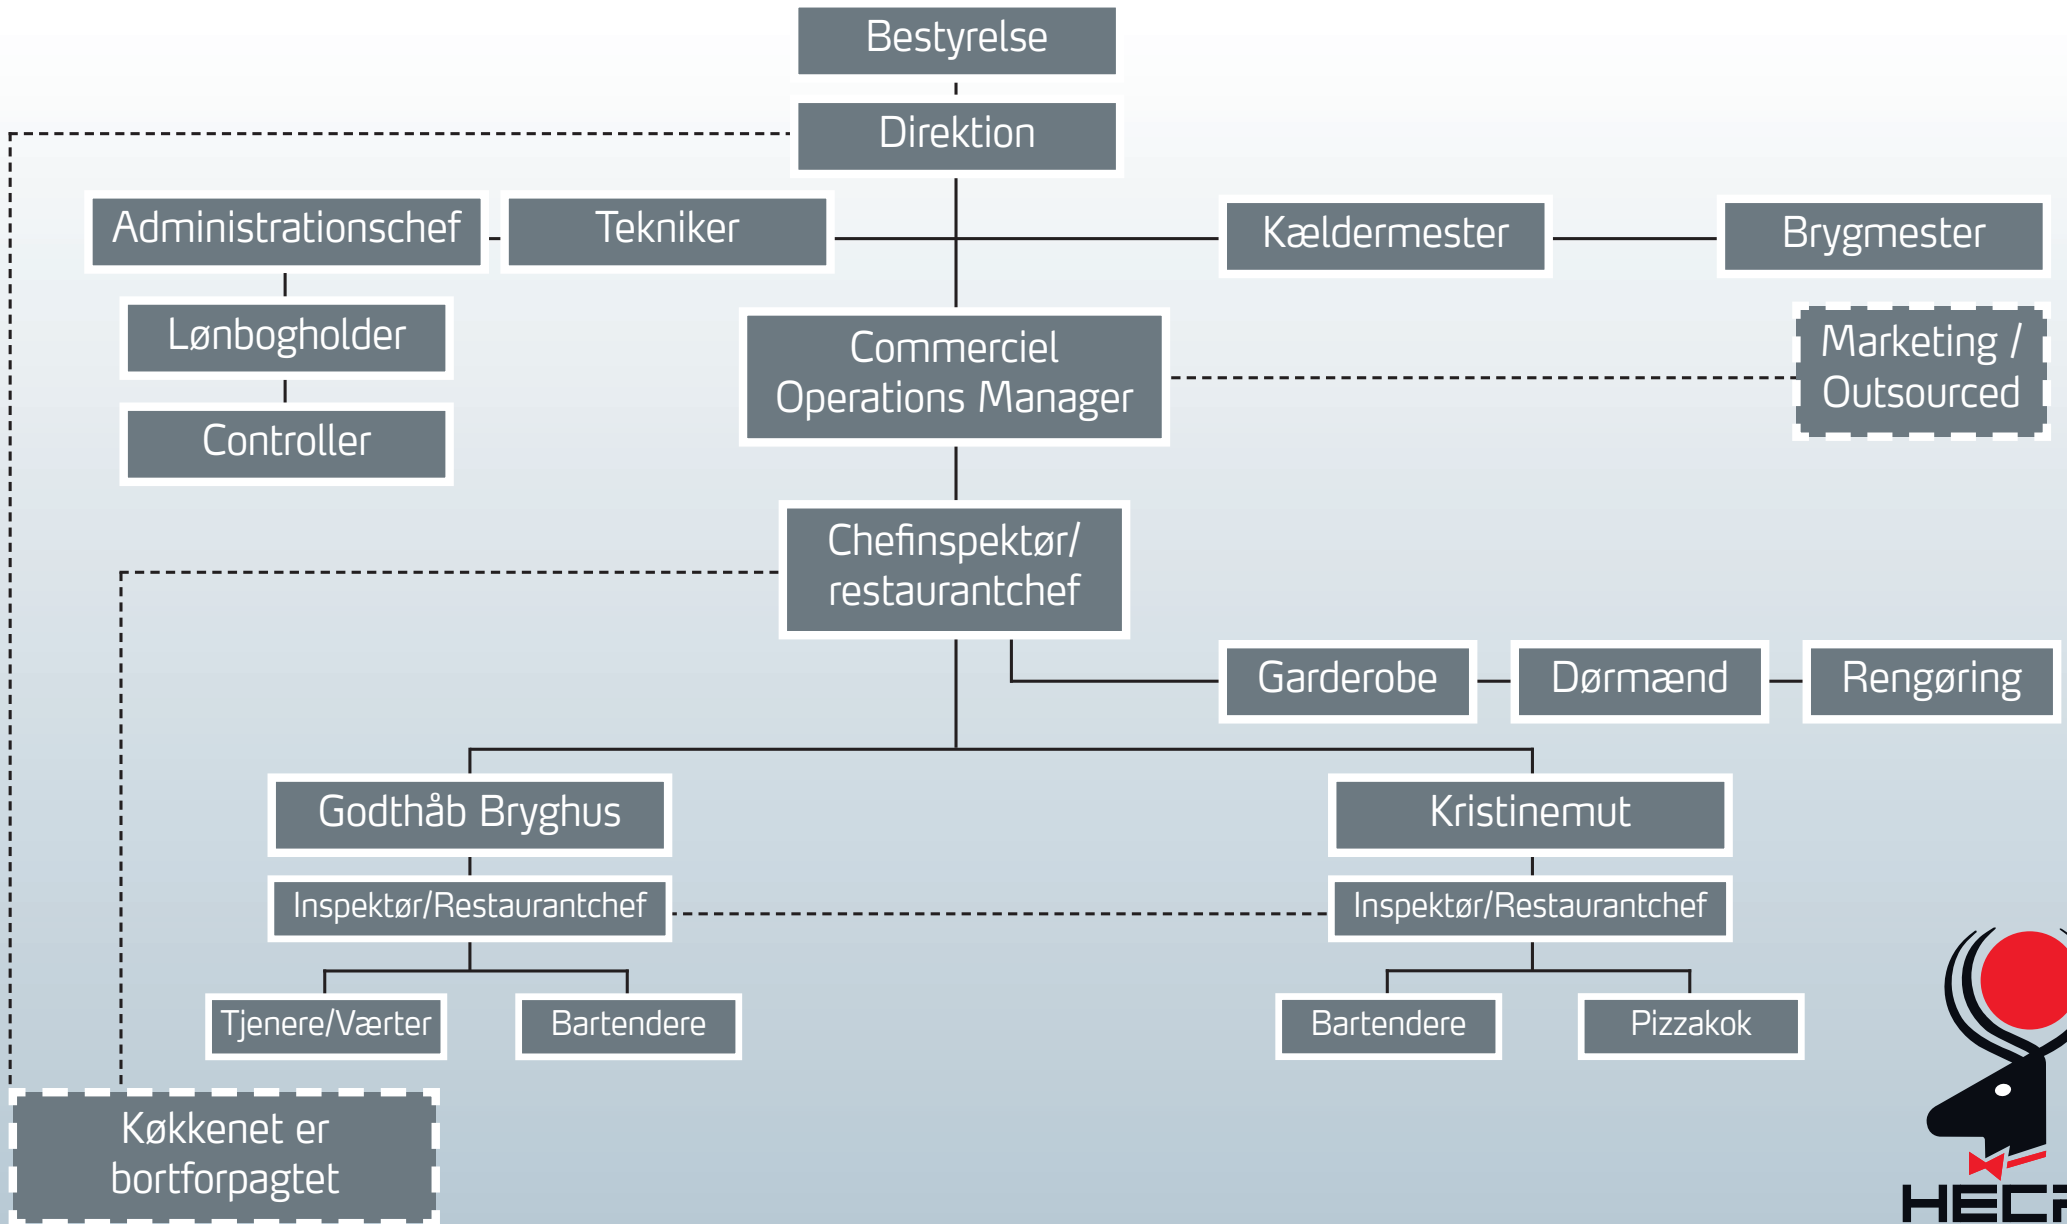 Bestyrelse
Direktion
Administrationschef
Tekniker
Kældermester
Brygmester
Lønbogholder
Controller
Commerciel
Operations Manager
Marketing /
Outsourced
Chefinspektør/
restaurantchef
Garderobe
Dørmænd
Rengøring
Godthåb Bryghus
Kristinemut
Inspektør/Restaurantchef
Inspektør/Restaurantchef
Tjenere/Værter
Bartendere
Bartendere
Pizzakok
Køkkenet er
bortforpagtet